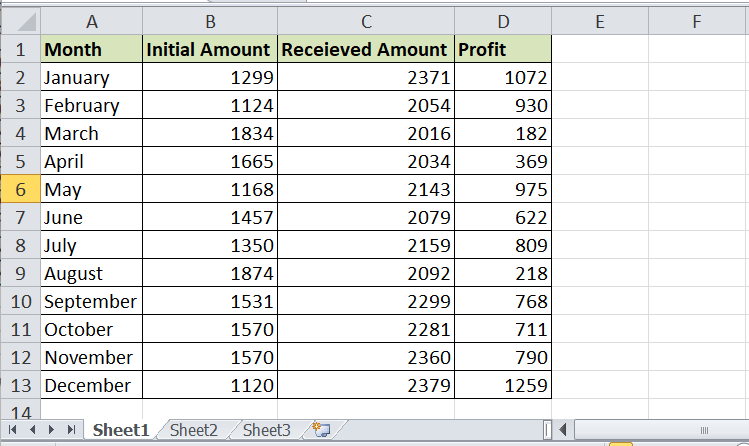 A B C D E F
1 Month Initial Amount Receieved Amount Profit
2 January 1299 2371 1072
3 February 1124 2054 930
4 March 1834 2016 182
5 April 1665 2034 369
6 May 1168 2143 975
7 June 1457 2079 622
8 July 1350 2159 809
9 August 1874 2092 218
10 September 1531 2299 768
11 October 1570 2281 711
12 November 1570 2360 790
13 December 1120 2379 1259
14
Sheet1 Sheet2 Sheet3